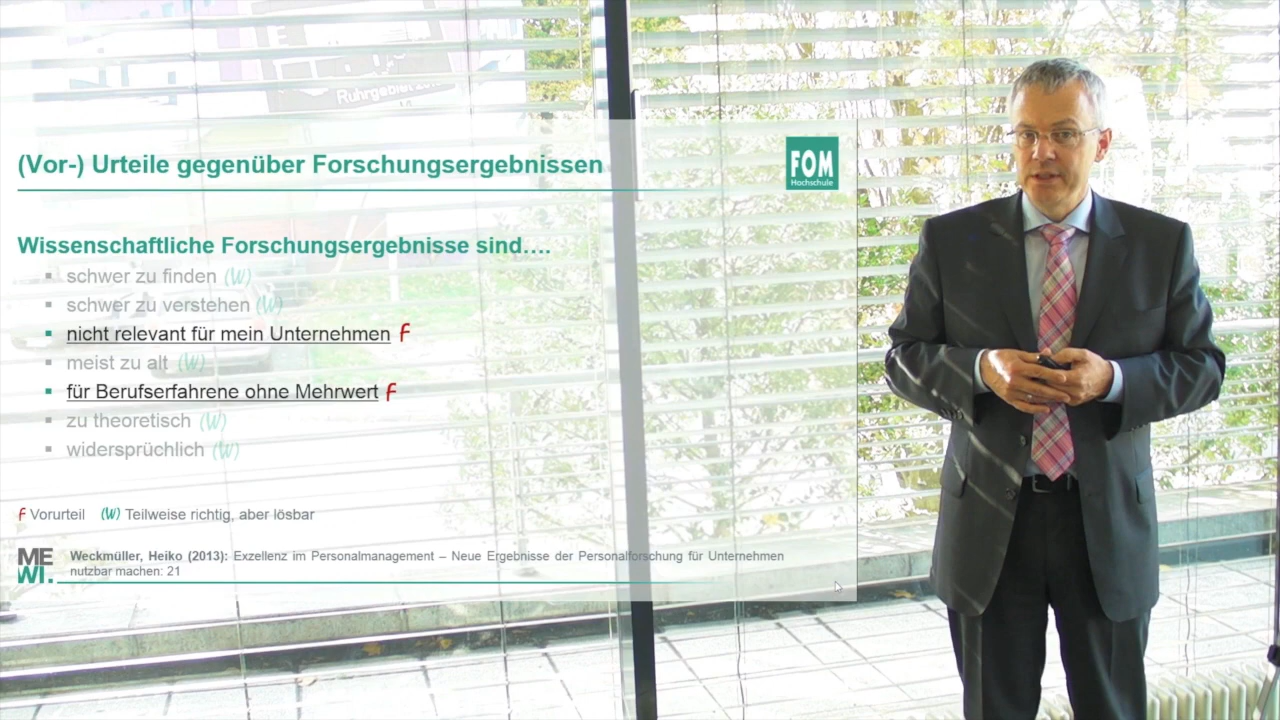 Ruhrgebiet
(Vor-) Urteile gegenüber Forschungsergebnissen
FOM
Hochschule
Wissenschaftliche Forschungsergebnisse sind….
▪ schwer zu finden (W)
▪ schwer zu verstehen (W)
▪ nicht relevant für mein Unternehmen f
▪ meist zu alt (W)
▪ für Berufserfahrene ohne Mehrwert f
▪ zu theoretisch (W)
▪ widersprüchlich (W)
f Vorurteil (W) Teilweise richtig, aber lösbar
ME
WI.
Weckmüller, Heiko (2013): Exzellenz im Personalmanagement – Neue Ergebnisse der Personalforschung für Unternehmen
nutzbar machen: 21